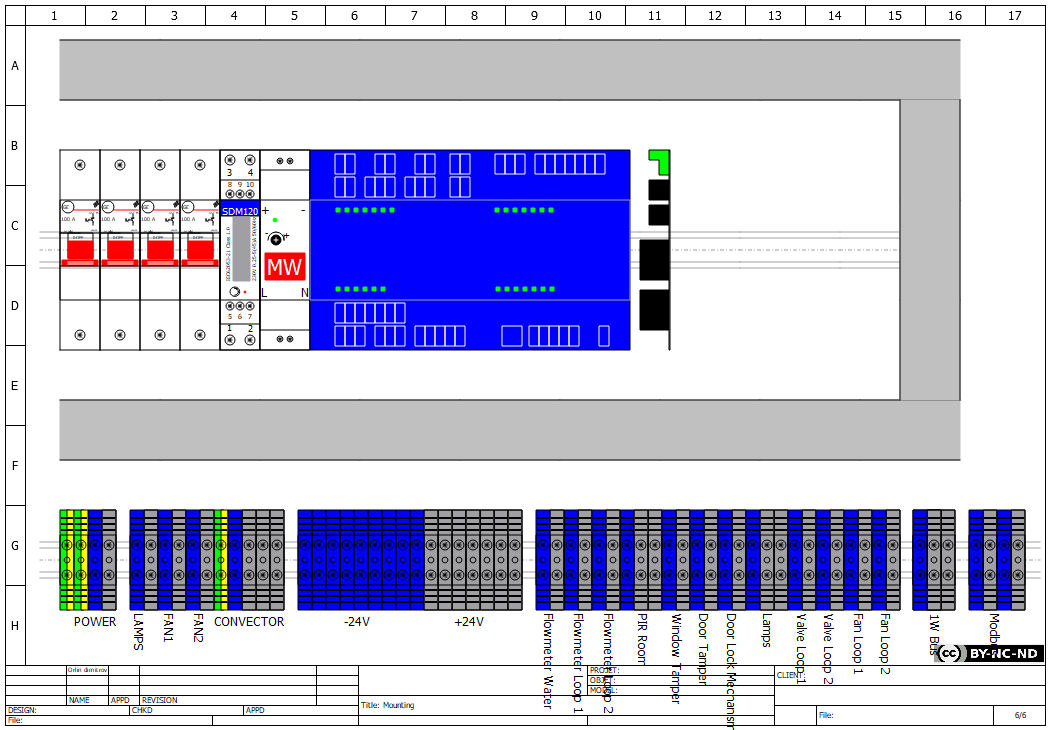 1 2 3 4 5 6 7 8 9 10 11 12 13 14 15 16 17
A
B
C
D
E
F
G
H
3 4
8 9 10
100 A 100 A 100 A 100 A
SDM120
+ -
- +
MW
L N
5 6 7
1 2
POWER
LAMPS
FAN1
FAN2
CONVECTOR
-24V
+24V
Flowmeter Water
Flowmeter Loop 1
Flowmeter Loop 2
PIR Room
Window Tamper
Door Tamper
Door Lock Mechanism
Lamps
Valve Loop 1
Valve Loop 2
Fan Loop 1
Fan Loop 2
1W Bus
cc BY-NC-ND
Orlin dimitrov
NAME APPD REVISION
DESIGN: CHKD APPD
File:
Title: Mounting
PROJET:
MODEL:
CLIENT:
File:
6/6